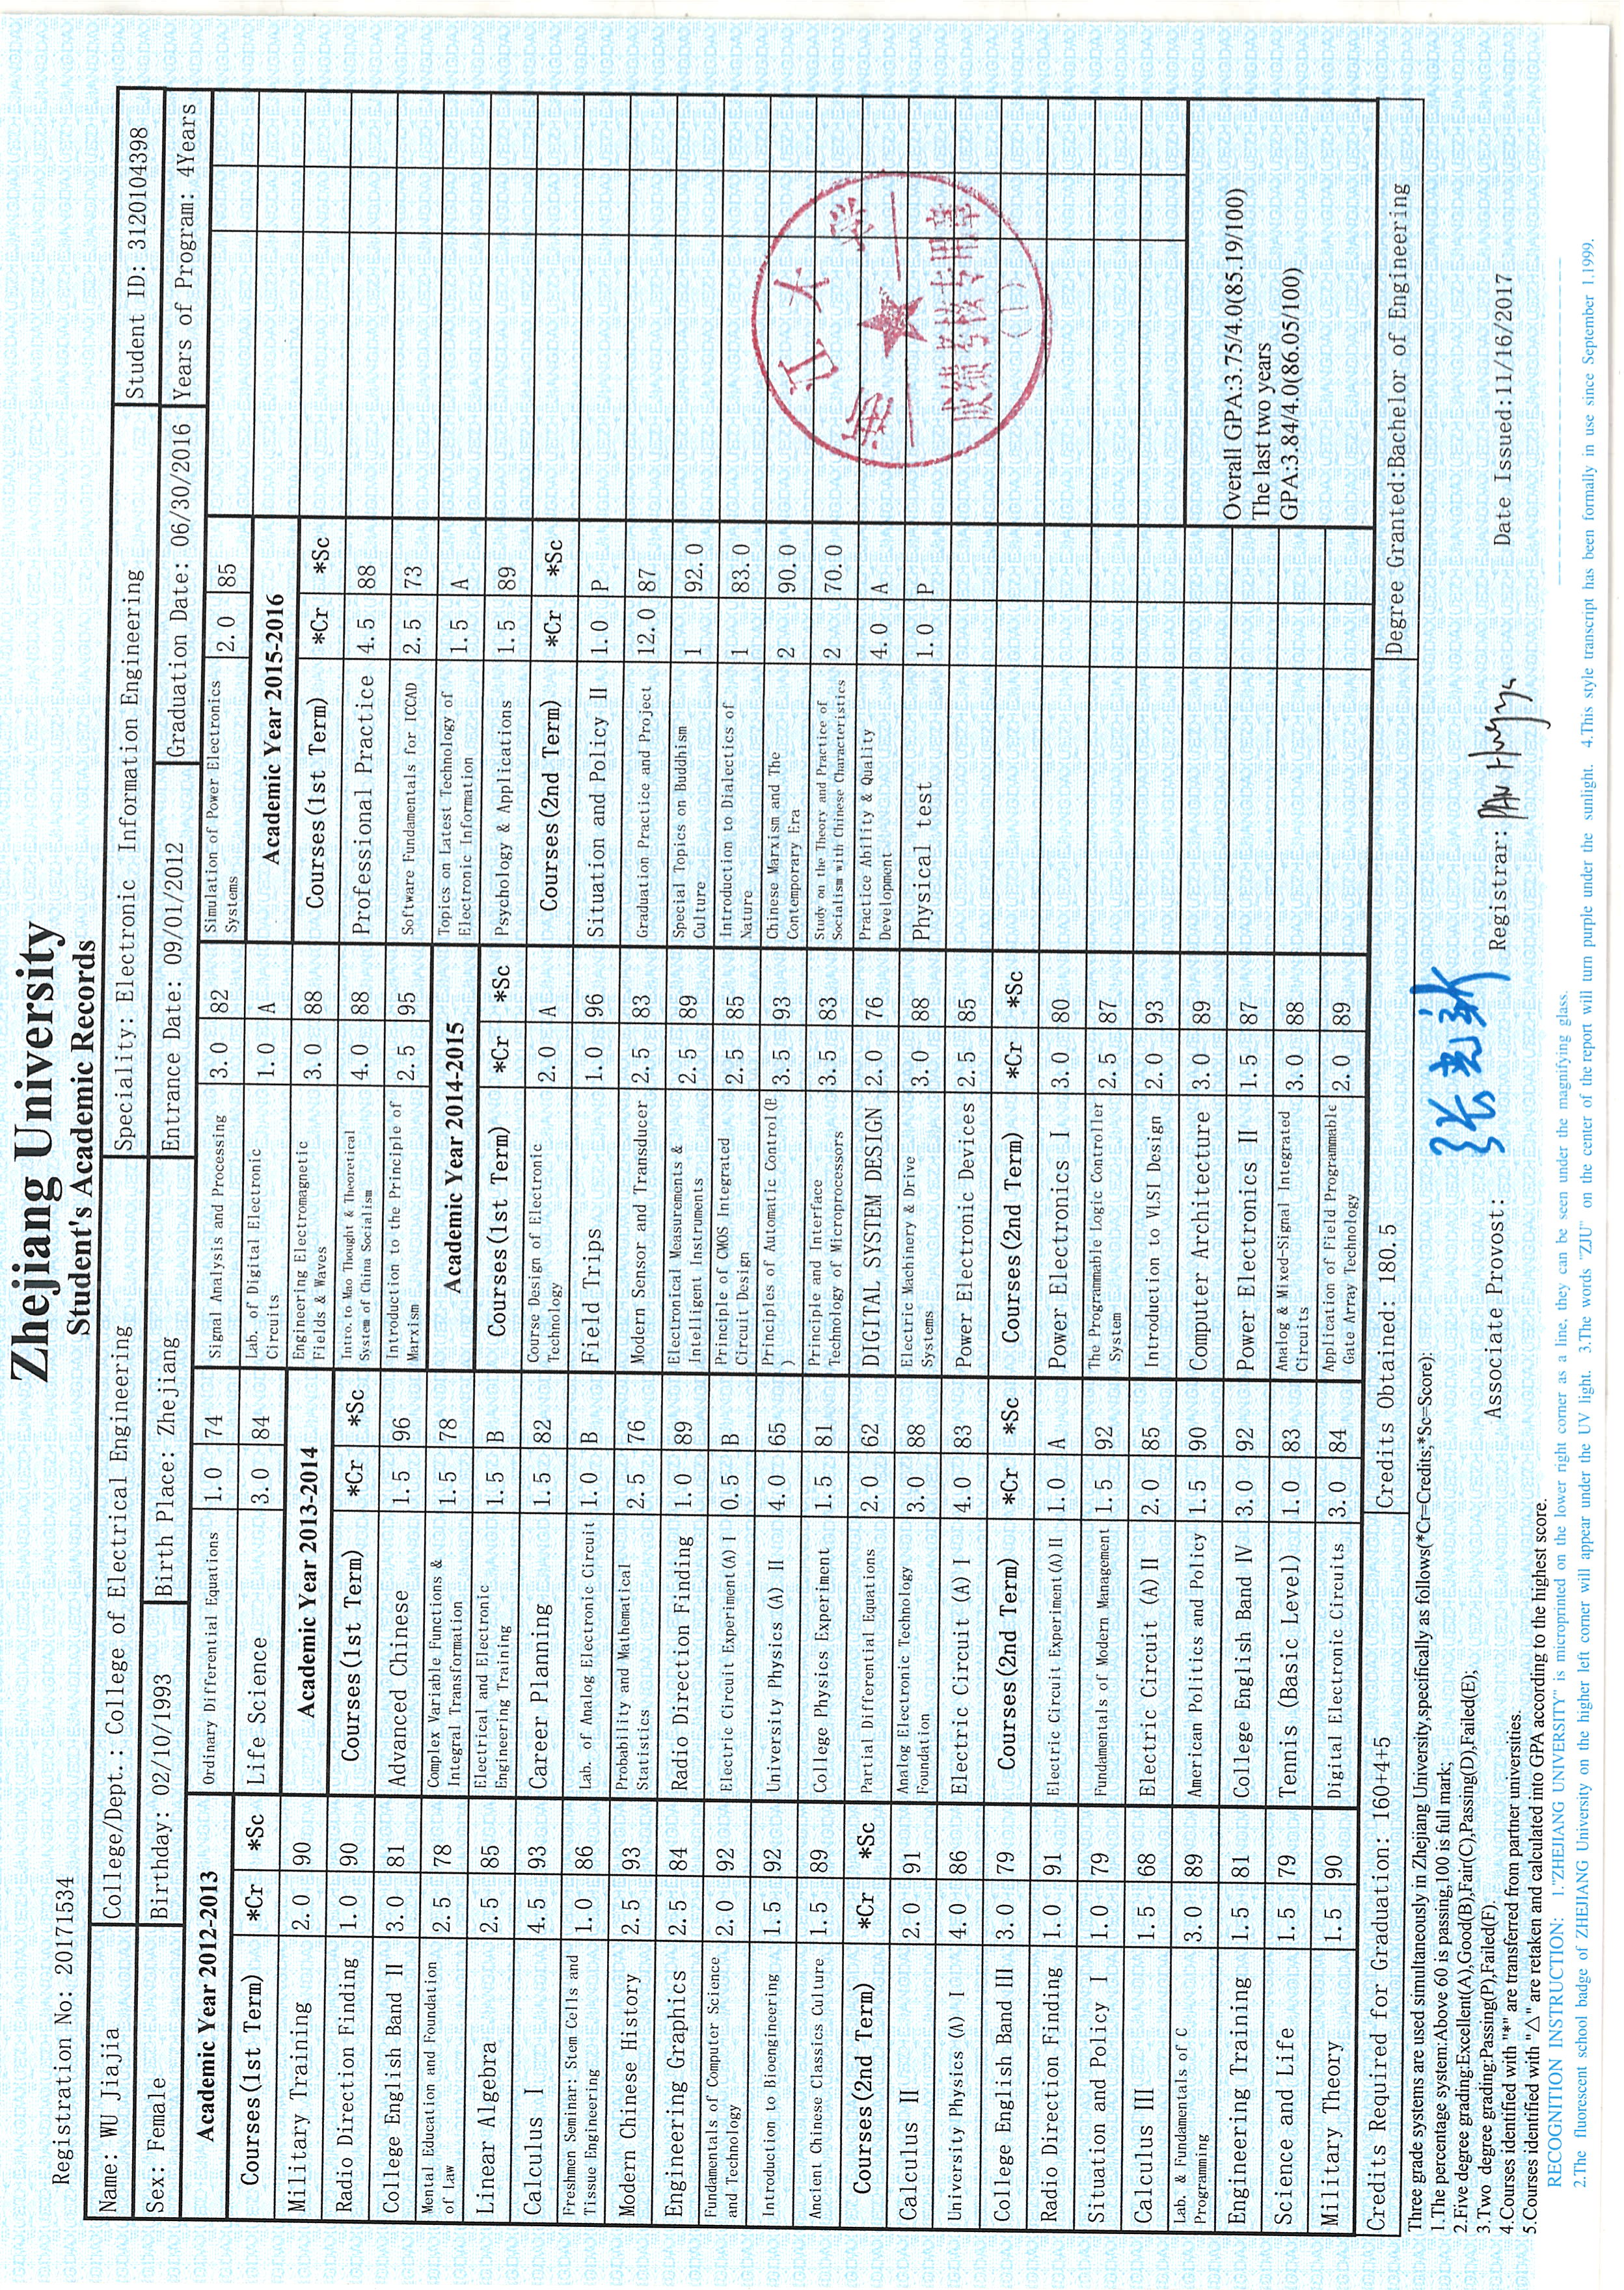 Zhejiang University
Student's Academic Records
Registration No: 20171534
Name: WU Jiajia
College/Dept.: College of Electrical Engineering
Speciality: Electronic Information Engineering
Student ID: 3120104398
Sex: Female
Birthday: 02/10/1993
Birth Place: Zhejiang
Entrance Date: 09/01/2012
Graduation Date: 06/30/2016
Years of Program: 4Years
Academic Year 2012-2013
Courses(1st Term) *Cr *Sc
Military Training 2.0 90
Radio Direction Finding 1.0 90
College English Band II 3.0 81
Mental Education and Foundation
of Law 2.5 78
Linear Algebra 2.5 85
Calculus I 4.5 93
Freshmen Seminar: Stem Cells and
Tissue Engineering 1.0 86
Modern Chinese History 2.5 93
Engineering Graphics 2.5 84
Fundamentals of Computer Science
and Technology 2.0 92
Introduction to Bioengineering 1.5 92
Ancient Chinese Classics Culture 1.5 89
Courses(2nd Term) *Cr *Sc
Calculus II 2.0 91
University Physics (A) I 4.0 86
College English Band III 3.0 79
Radio Direction Finding 1.0 91
Situation and Policy I 1.0 79
Calculus III 1.5 68
Lab. & Fundamentals of C
Programming 3.0 89
Engineering Training 1.5 81
Science and Life 1.5 79
Military Theory 1.5 90
Ordinary Differential Equations 1.0 74
Life Science 3.0 84
Academic Year 2013-2014
Courses(1st Term) *Cr *Sc
Advanced Chinese 1.5 96
Complex Variable Functions &
Integral Transformation 1.5 78
Electrical and Electronic
Engineering Training 1.5 B
Career Planning 1.5 82
Lab. of Analog Electronic Circuit 1.0 B
Probability and Mathematical
Statistics 2.5 76
Radio Direction Finding 1.0 89
Electric Circuit Experiment(A) I 0.5 B
University Physics (A) II 4.0 65
College Physics Experiment 1.5 81
Partial Differential Equations 2.0 62
Analog Electronic Technology
Foundation 3.0 88
Electric Circuit (A) I 4.0 83
Courses(2nd Term) *Cr *Sc
Electric Circuit Experiment(A) II 1.0 A
Fundamentals of Modern Management 1.5 92
Electric Circuit (A) II 2.0 85
American Politics and Policy 1.5 90
College English Band IV 3.0 92
Tennis (Basic Level) 1.0 83
Digital Electronic Circuits 3.0 84
Signal Analysis and Processing 3.0 82
Lab. of Digital Electronic
Circuits 1.0 A
Engineering Electromagnetic
Fields & Waves 3.0 88
Intro. to Mao Thought & Theoretical
System of China Socialism 4.0 88
Introduction to the Principle of
Marxism 2.5 95
Academic Year 2014-2015
Courses(1st Term) *Cr *Sc
Course Design of Electronic
Technology 2.0 A
Field Trips 1.0 96
Modern Sensor and Transducer 2.5 83
Electronical Measurements &
Intelligent Instruments 2.5 89
Principle of CMOS Integrated
Circuit Design 2.5 85
Principles of Automatic Control(E
) 3.5 93
Principle and Interface
Technology of Microprocessors 3.5 83
DIGITAL SYSTEM DESIGN 2.0 76
Electric Machinery & Drive
Systems 3.0 88
Power Electronic Devices 2.5 85
Courses(2nd Term) *Cr *Sc
Power Electronics I 3.0 80
The Programmable Logic Controller
System 2.5 87
Introduction to VLSI Design 2.0 93
Computer Architecture 3.0 89
Power Electronics II 1.5 87
Analog & Mixed-Signal Integrated
Circuits 3.0 88
Application of Field Programmable
Gate Array Technology 2.0 89
Simulation of Power Electronics
Systems 2.0 85
Academic Year 2015-2016
Courses(1st Term) *Cr *Sc
Professional Practice 4.5 88
Software Fundamentals for ICCAD 2.5 73
Topics on Latest Technology of
Electronic Information 1.5 A
Psychology & Applications 1.5 89
Courses(2nd Term) *Cr *Sc
Situation and Policy II 1.0 P
Graduation Practice and Project 12.0 87
Special Topics on Buddhism
Culture 1 92.0
Introduction to Dialectics of
Nature 1 83.0
Chinese Marxism and The
Contemporary Era 2 90.0
Study on the Theory and Practice of
Socialism with Chinese Characteristics 2 70.0
Practice Ability & Quality
Development 4.0 A
Physical test 1.0 P
浙江大学
成绩考核专用章
(1)
Overall GPA:3.75/4.0(85.19/100)
The last two years
GPA:3.84/4.0(86.05/100)
Credits Required for Graduation: 160+4+5
Credits Obtained: 180.5
Degree Granted:Bachelor of Engineering
Three grade systems are used simultaneously in Zhejiang University,specifically as follows(*Cr=Credits;*Sc=Score):
1.The percentage system:Above 60 is passing,100 is full mark;
2.Five degree grading:Excellent(A),Good(B),Fair(C),Passing(D),Failed(E);
3.Two degree grading:Passing(P),Failed(F).
4.Courses identified with "*" are transferred from partner universities.
5.Courses identified with "△" are retaken and calculated into GPA according to the highest score.
Associate Provost: 张光新
Registrar:
Date Issued:11/16/2017
RECOGNITION INSTRUCTION: 1."ZHEJIANG UNIVERSITY" is microprinted on the lower right corner as a line, they can be seen under the magnifying glass.
2.The fluorescent school badge of ZHEJIANG University on the higher left corner will appear under the UV light. 3.The words "ZJU" on the center of the report will turn purple under the sunlight. 4.This style transcript has been formally in use since September 1.1999.